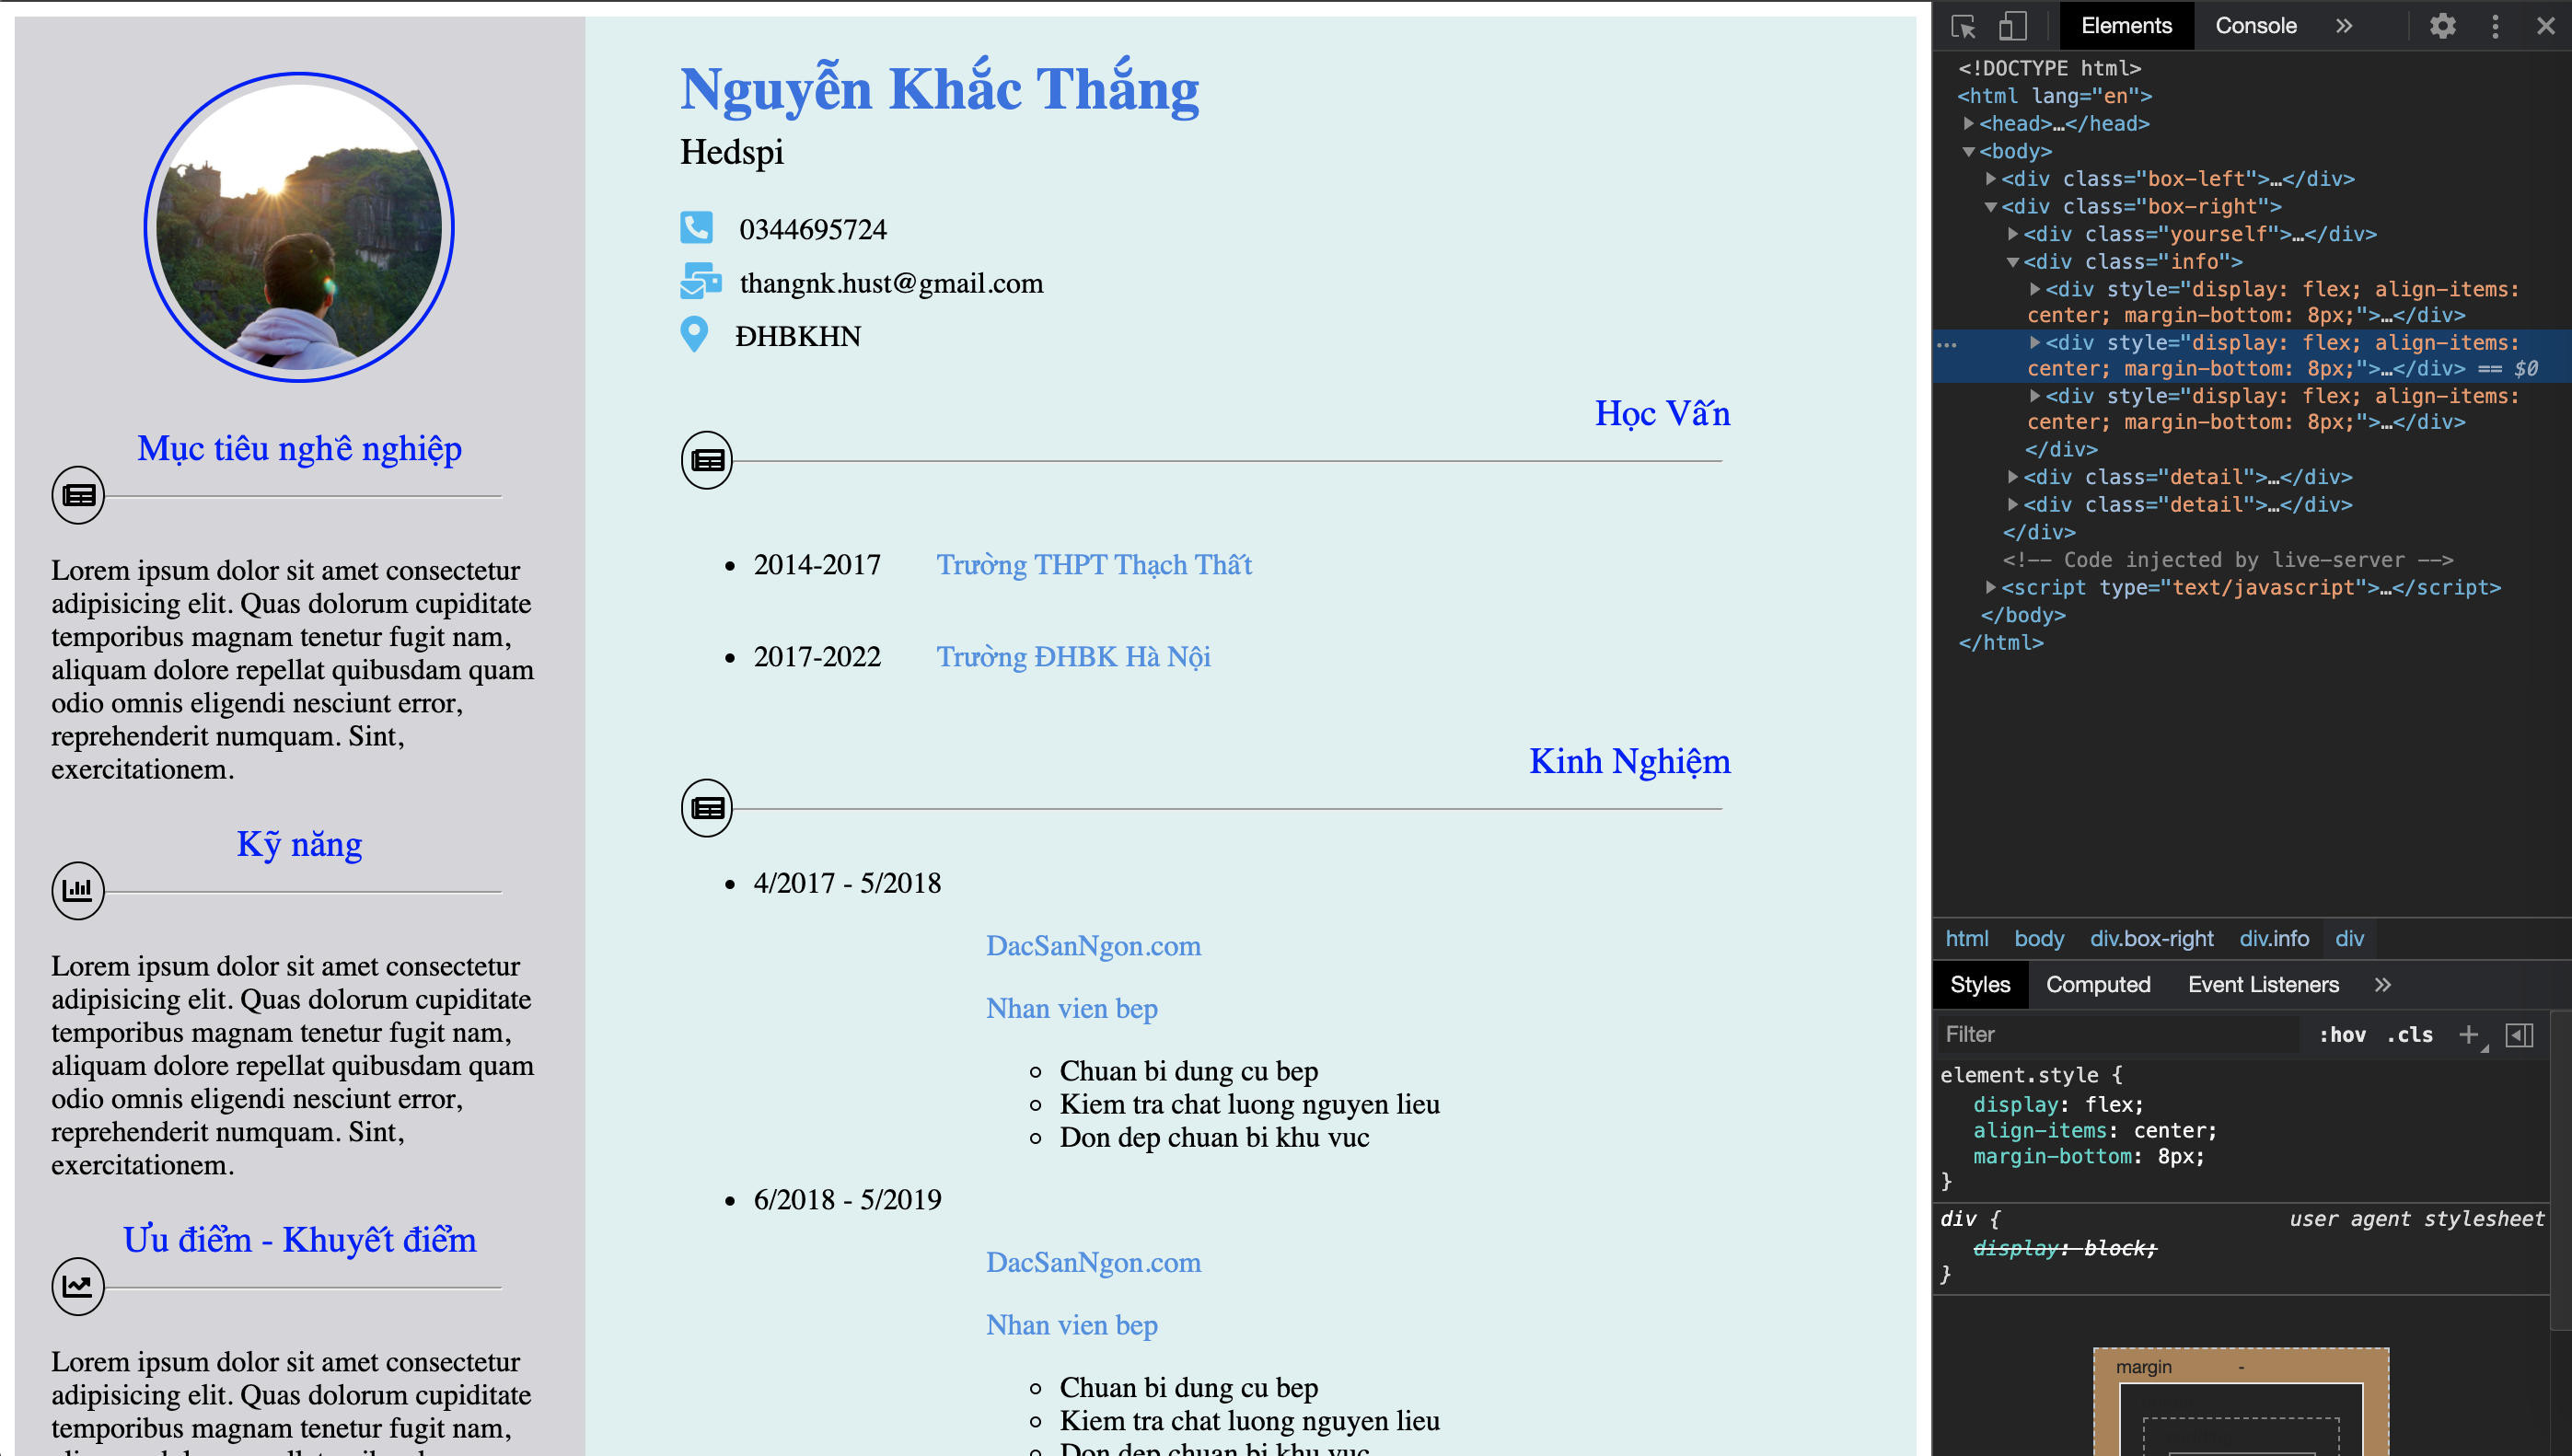 Mục tiêu nghề nghiệp
Lorem ipsum dolor sit amet consectetur
adipisicing elit. Quas dolorum cupiditate
temporibus magnam tenetur fugit nam,
aliquam dolore repellat quibusdam quam
odio omnis eligendi nesciunt error,
reprehenderit numquam. Sint,
exercitationem.
Kỹ năng
Lorem ipsum dolor sit amet consectetur
adipisicing elit. Quas dolorum cupiditate
temporibus magnam tenetur fugit nam,
aliquam dolore repellat quibusdam quam
odio omnis eligendi nesciunt error,
reprehenderit numquam. Sint,
exercitationem.
Ưu điểm - Khuyết điểm
Lorem ipsum dolor sit amet consectetur
adipisicing elit. Quas dolorum cupiditate
temporibus magnam tenetur fugit nam,
Nguyễn Khắc Thắng
Hedspi
0344695724
thangnk.hust@gmail.com
ĐHBKHN
Học Vấn
• 2014-2017 Trường THPT Thạch Thất
• 2017-2022 Trường ĐHBK Hà Nội
Kinh Nghiệm
• 4/2017 - 5/2018
DacSanNgon.com
Nhan vien bep
Chuan bi dung cu bep
Kiem tra chat luong nguyen lieu
Don dep chuan bi khu vuc
• 6/2018 - 5/2019
DacSanNgon.com
Nhan vien bep
Chuan bi dung cu bep
Kiem tra chat luong nguyen lieu
Don dep chuan bi khu vuc
Elements Console »
<!DOCTYPE html>
<html lang="en">
<head>…</head>
<body>
<div class="box-left">…</div>
<div class="box-right">
<div class="yourself">…</div>
<div class="info">
<div style="display: flex; align-items:
center; margin-bottom: 8px;">…</div>
<div style="display: flex; align-items:
center; margin-bottom: 8px;">…</div> == $0
<div style="display: flex; align-items:
center; margin-bottom: 8px;">…</div>
</div>
<div class="detail">…</div>
<div class="detail">…</div>
</div>
<!-- Code injected by live-server -->
<script type="text/javascript">…</script>
</body>
</html>
html body div.box-right div.info div
Styles Computed Event Listeners »
Filter :hov .cls +
element.style {
display: flex;
align-items: center;
margin-bottom: 8px;
}
div { user agent stylesheet
display: block;
}
margin -